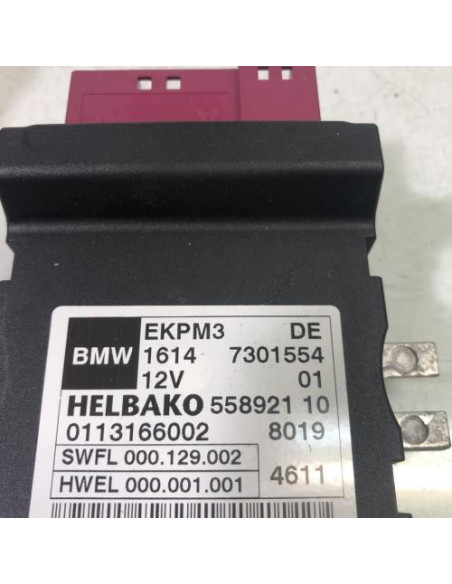 EKPM3 DE
BMW 1614 7301554
12V 01
HELBAKO 558921 10
0113166002 8019
SWFL 000.129.002
HWEL 000.001.001 4611